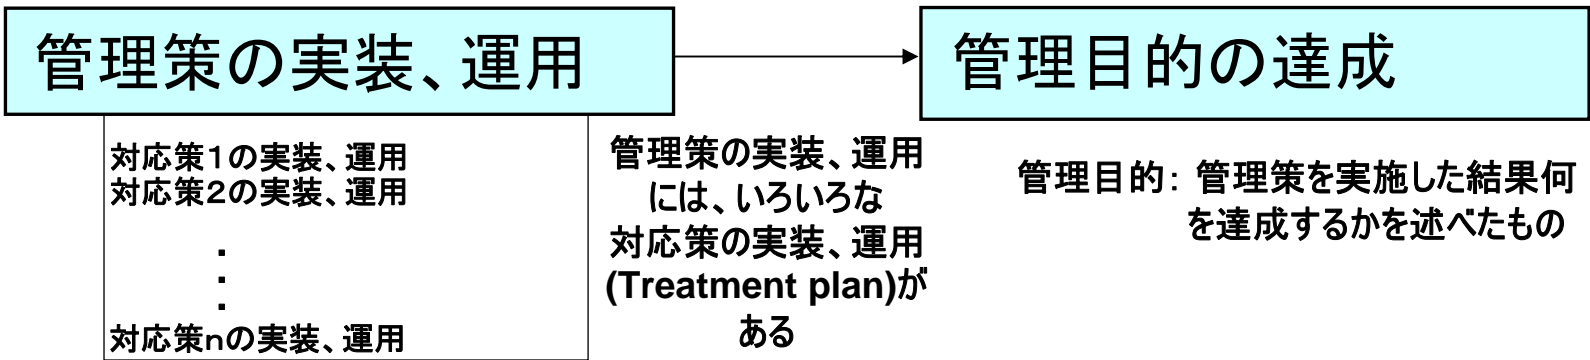 管理策の実装、運用
管理目的の達成
対応策１の実装、運用
対応策２の実装、運用
・
・
・
対応策ｎの実装、運用
管理策の実装、運用
には、いろいろな
対応策の実装、運用
(Treatment plan)が
ある
管理目的： 管理策を実施した結果何
を達成するかを述べたもの